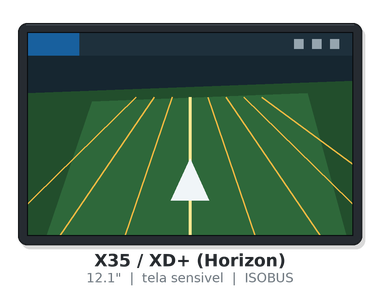 X35 / XD+ (Horizon)
12.1" | tela sensivel | ISOBUS